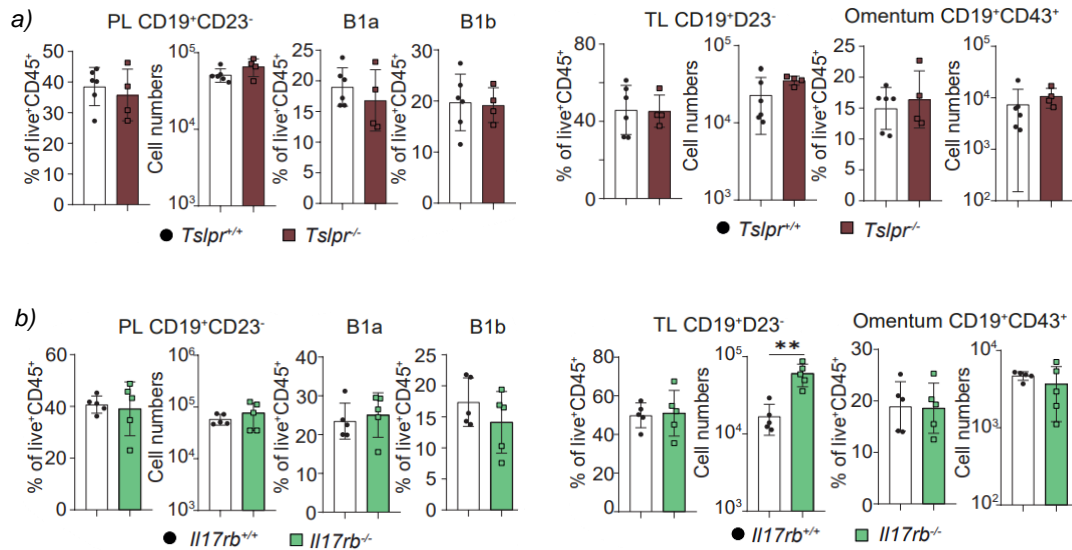 a)
PL CD19⁺CD23⁻
B1a
B1b
TL CD19⁺D23⁻
Omentum CD19⁺CD43⁺
% of live⁺CD45⁺
50
40
30
20
10
0
Cell numbers
10⁵
10⁴
10³
% of live⁺CD45⁺
25
20
15
10
5
0
% of live⁺CD45⁺
30
20
10
0
% of live⁺CD45⁺
80
60
40
20
0
Cell numbers
10⁵
10⁴
10³
% of live⁺CD45⁺
25
20
15
10
5
0
Cell numbers
10⁵
10⁴
10³
10²
Tslpr⁺/⁺
Tslpr⁻/⁻
Tslpr⁺/⁺
Tslpr⁻/⁻
b)
PL CD19⁺CD23⁻
B1a
B1b
TL CD19⁺D23⁻
Omentum CD19⁺CD43⁺
% of live⁺CD45⁺
60
40
20
0
Cell numbers
10⁶
10⁵
10⁴
10³
% of live⁺CD45⁺
40
30
20
10
0
% of live⁺CD45⁺
25
20
15
10
5
0
% of live⁺CD45⁺
100
80
60
40
20
0
Cell numbers
10⁵
10⁴
10³
**
% of live⁺CD45⁺
30
20
10
0
Cell numbers
10⁴
10³
10²
Il17rb⁺/⁺
Il17rb⁻/⁻
Il17rb⁺/⁺
Il17rb⁻/⁻